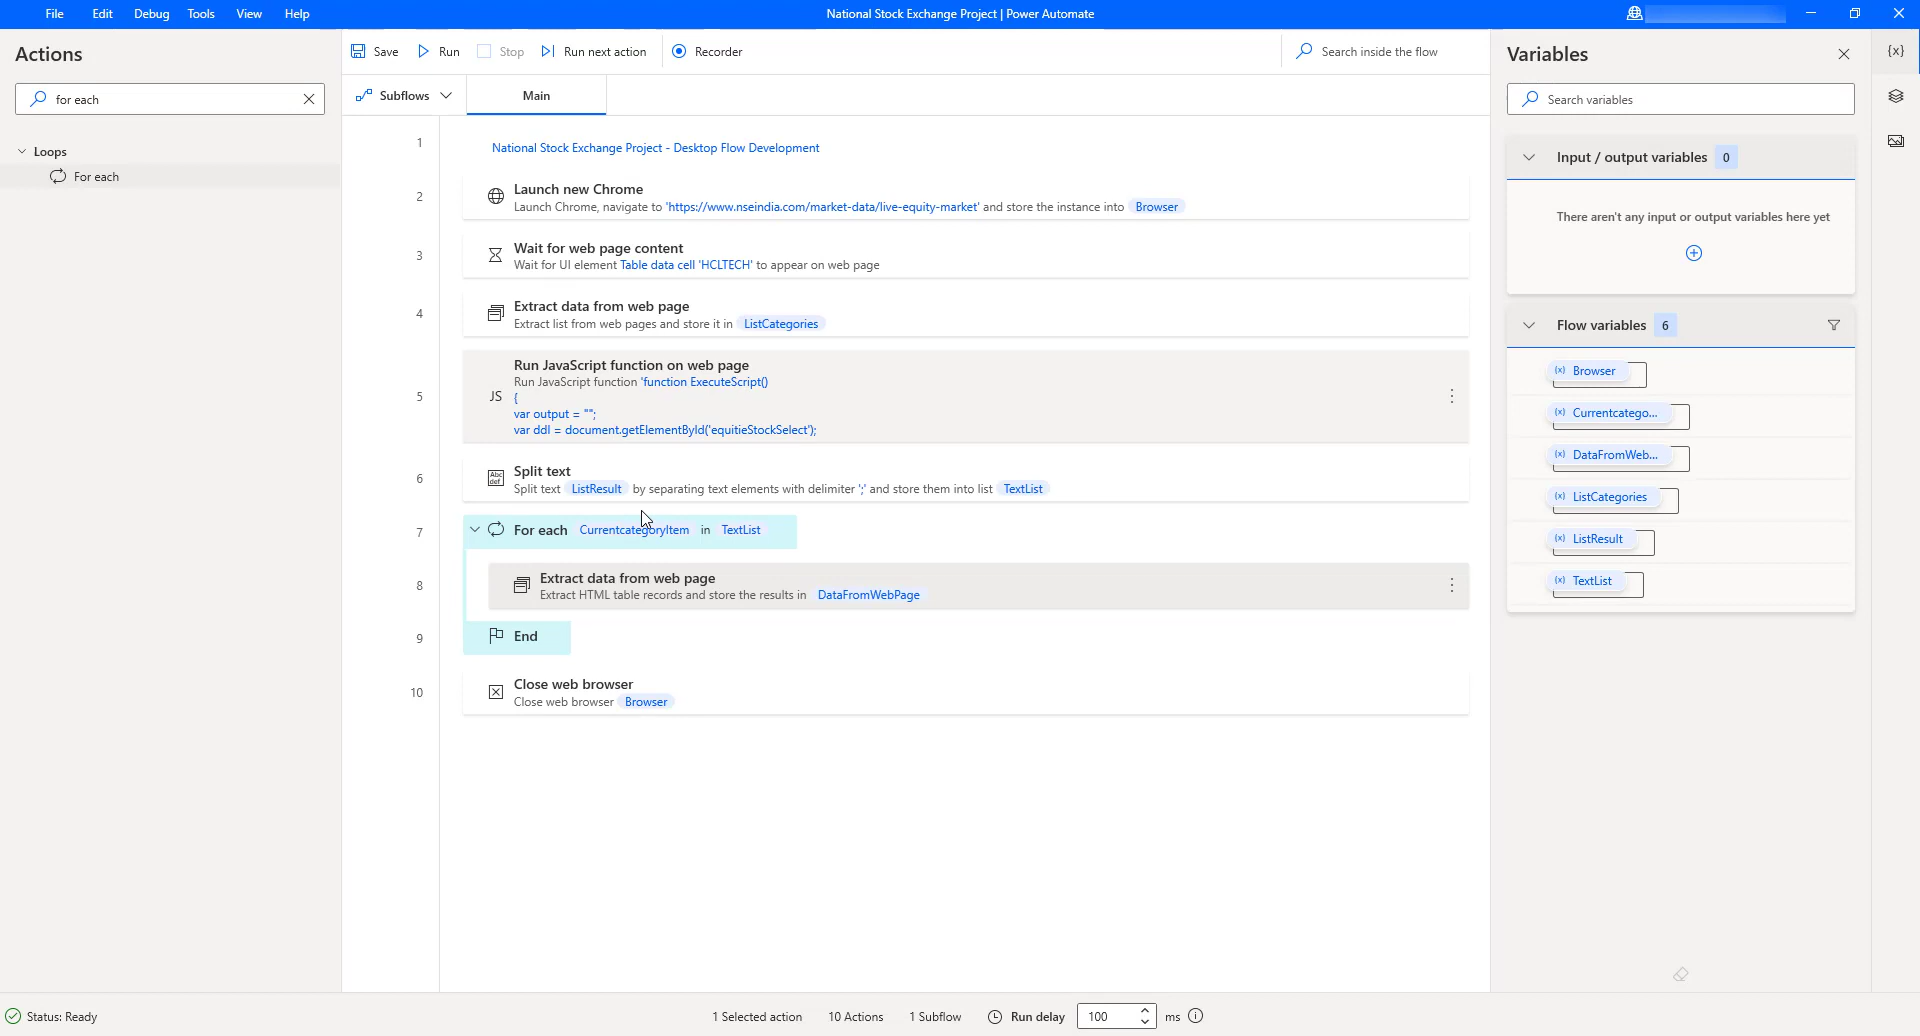 File Edit Debug Tools View Help
National Stock Exchange Project | Power Automate
Actions
for each
Loops
For each
Save Run Stop Run next action Recorder
Search inside the flow
Subflows Main
1
National Stock Exchange Project - Desktop Flow Development
2
Launch new Chrome
Launch Chrome, navigate to 'https://www.nseindia.com/market-data/live-equity-market' and store the instance into Browser
3
Wait for web page content
Wait for UI element Table data cell 'HCLTECH' to appear on web page
4
Extract data from web page
Extract list from web pages and store it in ListCategories
5
JS
Run JavaScript function on web page
Run JavaScript function 'function ExecuteScript()
{
var output = "";
var ddl = document.getElementById('equitieStockSelect');
6
Abc
def
Split text
Split text ListResult by separating text elements with delimiter ';' and store them into list TextList
7
For each CurrentcategoryItem in TextList
8
Extract data from web page
Extract HTML table records and store the results in DataFromWebPage
9
End
10
Close web browser
Close web browser Browser
Variables
{x}
Search variables
Input / output variables 0
There aren't any input or output variables here yet
Flow variables 6
(x) Browser
(x) Currentcatego...
(x) DataFromWeb...
(x) ListCategories
(x) ListResult
(x) TextList
Status: Ready
1 Selected action 10 Actions 1 Subflow Run delay 100 ms